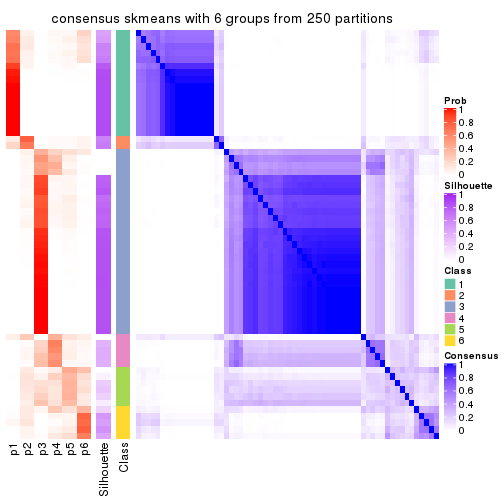 consensus skmeans with 6 groups from 250 partitions
p1
p2
p3
p4
p5
p6
Silhouette
Class
Prob
1
0.8
0.6
0.4
0.2
0
Silhouette
1
0.8
0.6
0.4
0.2
0
Class
1
2
3
4
5
6
Consensus
1
0.8
0.6
0.4
0.2
0